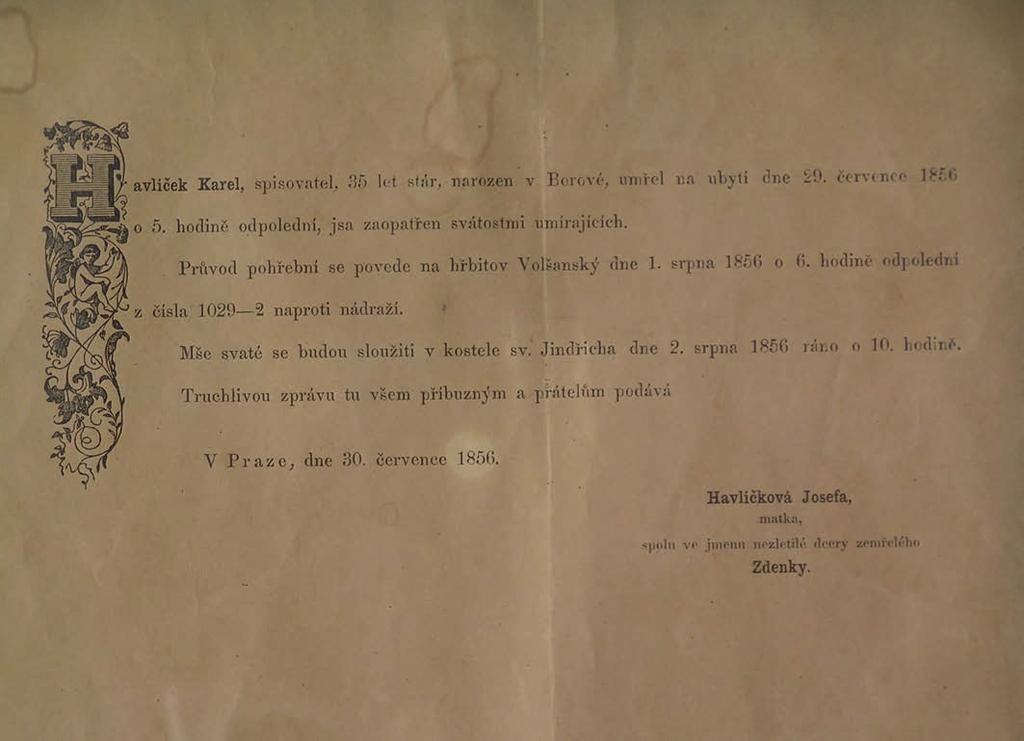 Havlíček Karel, spisovatel, 35 let stár, narozen v Borové, umřel na ubytí dne 29. července 1856
o 5. hodině odpolední, jsa zaopatřen svátostmi umírajících.
Průvod pohřební se povede na hřbitov Volšanský dne 1. srpna 1856 o 6. hodině odpolední
z čísla 1029—2 naproti nádraží.
Mše svaté se budou sloužiti v kostele sv. Jindřicha dne 2. srpna 1856 ráno o 10. hodině.
Truchlivou zprávu tu všem příbuzným a přátelům podává
V Praze, dne 30. července 1856.
Havlíčková Josefa,
matka,
spolu ve jmenu nezletilé dcery zemřelého
Zdenky.